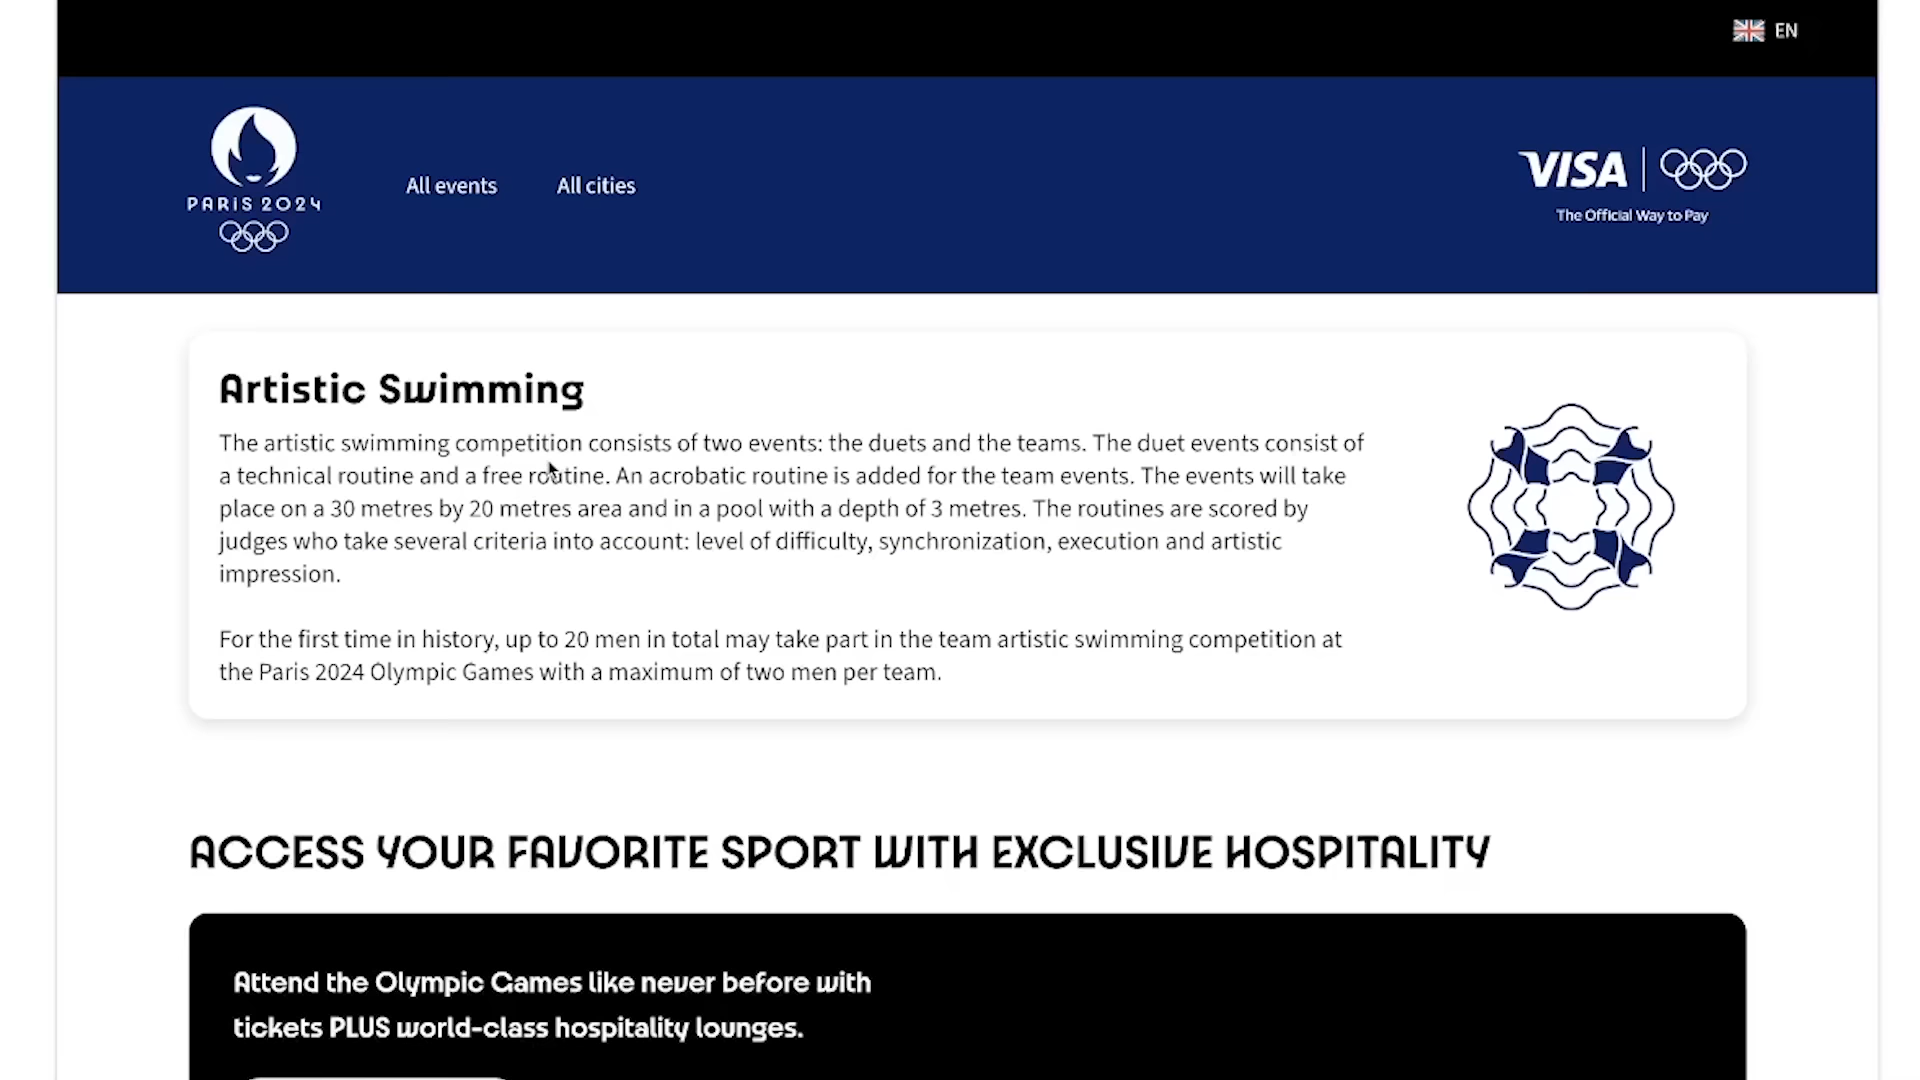 EN
PARIS 2024
All events
All cities
VISA
The Official Way to Pay
Artistic Swimming
The artistic swimming competition consists of two events: the duets and the teams. The duet events consist of
a technical routine and a free routine. An acrobatic routine is added for the team events. The events will take
place on a 30 metres by 20 metres area and in a pool with a depth of 3 metres. The routines are scored by
judges who take several criteria into account: level of difficulty, synchronization, execution and artistic
impression.
For the first time in history, up to 20 men in total may take part in the team artistic swimming competition at
the Paris 2024 Olympic Games with a maximum of two men per team.
ACCESS YOUR FAVORITE SPORT WITH EXCLUSIVE HOSPITALITY
Attend the Olympic Games like never before with
tickets PLUS world-class hospitality lounges.